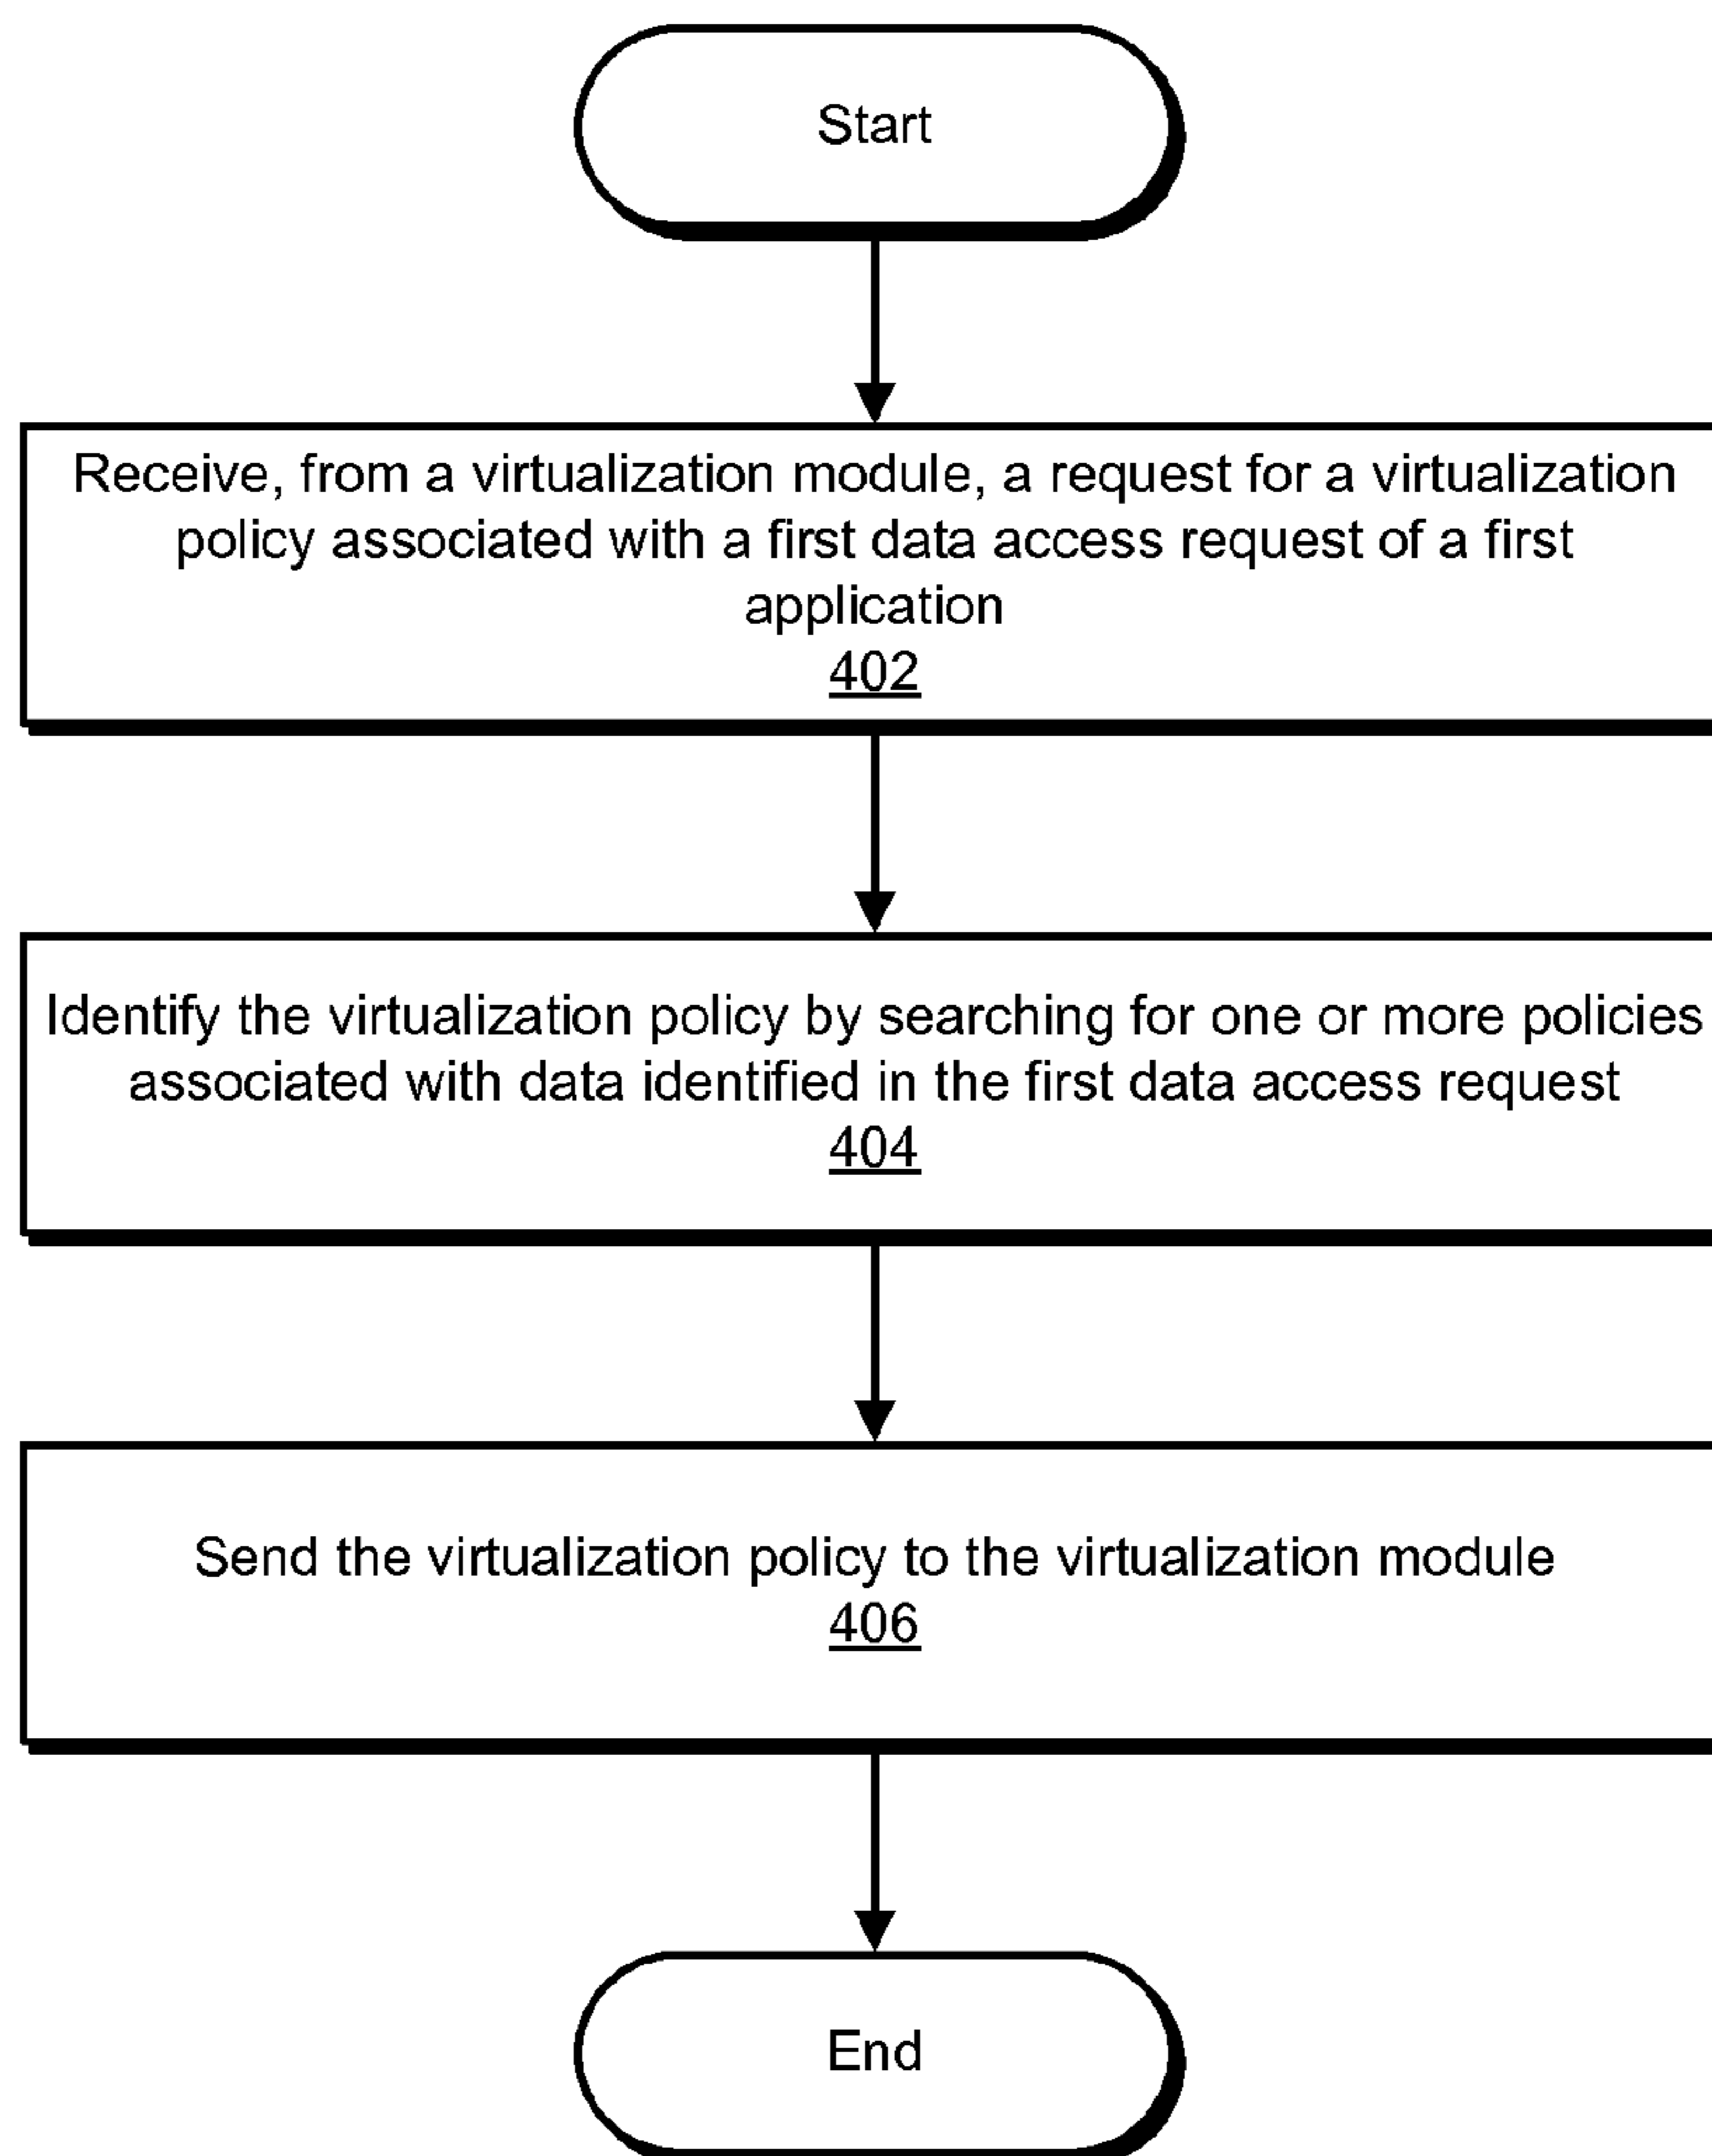 Start
Receive, from a virtualization module, a request for a virtualization
policy associated with a first data access request of a first
application
402
Identify the virtualization policy by searching for one or more policies
associated with data identified in the first data access request
404
Send the virtualization policy to the virtualization module
406
End